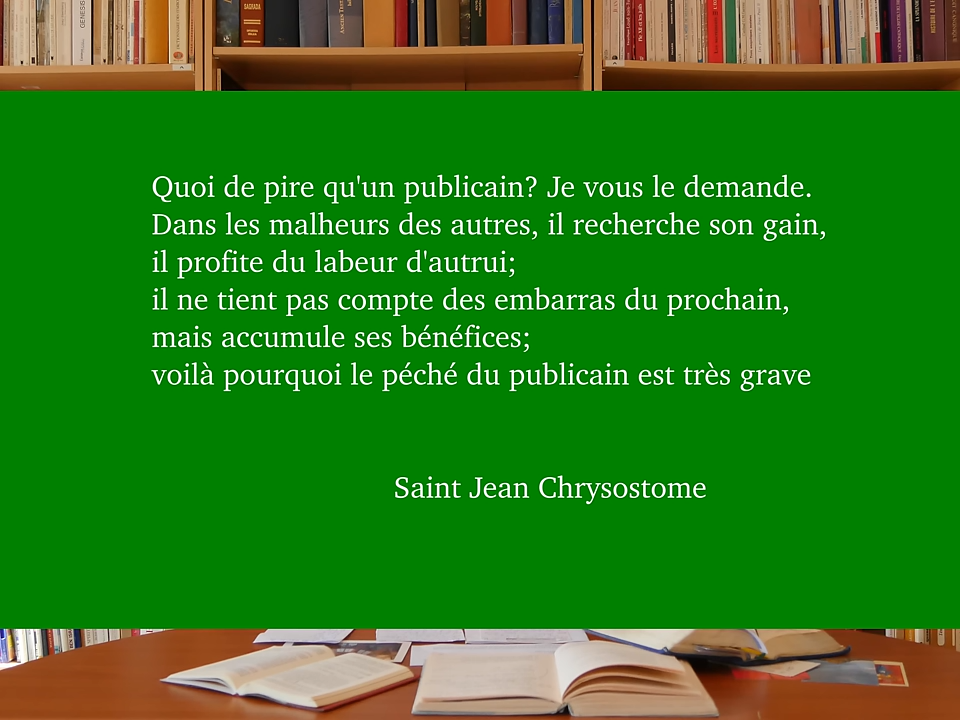 Quoi de pire qu'un publicain? Je vous le demande.
Dans les malheurs des autres, il recherche son gain,
il profite du labeur d'autrui;
il ne tient pas compte des embarras du prochain,
mais accumule ses bénéfices;
voilà pourquoi le péché du publicain est très grave
Saint Jean Chrysostome